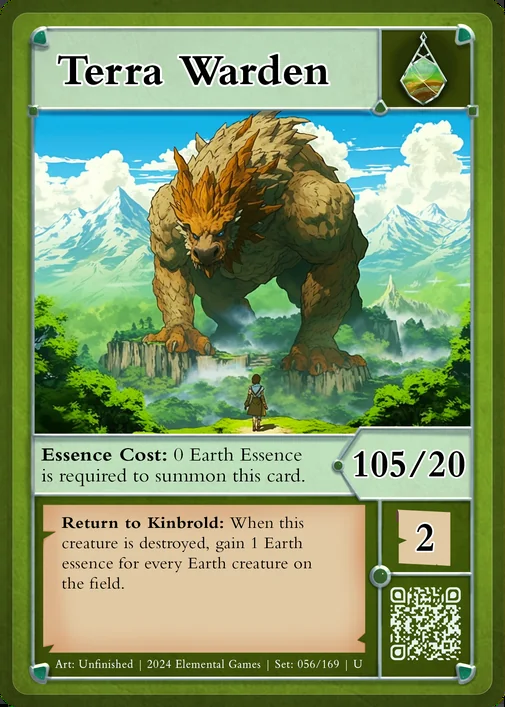 Terra Warden
Essence Cost: 0 Earth Essence
is required to summon this card.
105/20
Return to Kinbrold: When this
creature is destroyed, gain 1 Earth
essence for every Earth creature on
the field.
2
Art: Unfinished | 2024 Elemental Games | Set: 056/169 | U